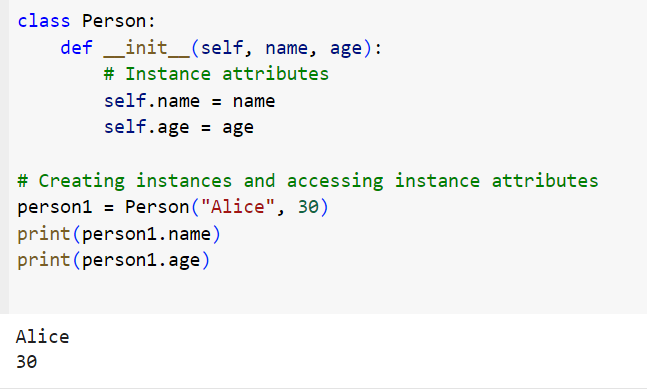 class Person:
    def __init__(self, name, age):
        # Instance attributes
        self.name = name
        self.age = age

# Creating instances and accessing instance attributes
person1 = Person("Alice", 30)
print(person1.name)
print(person1.age)

Alice
30